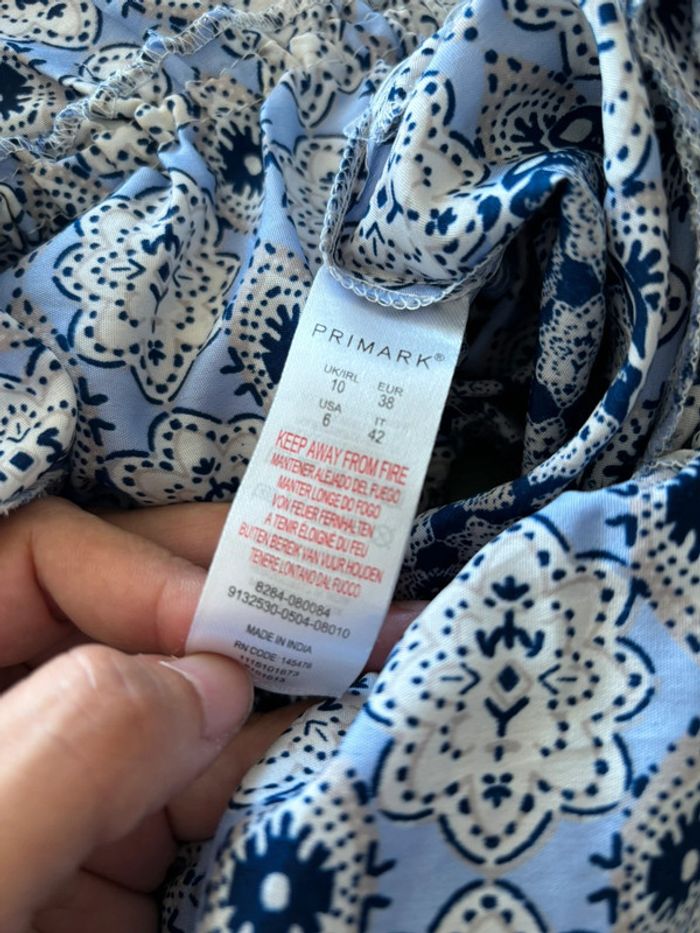 PRIMARK®
UK/IRL EUR
10 38
USA IT
6 42
KEEP AWAY FROM FIRE
MANTENER ALEJADO DEL FUEGO
MANTER LONGE DO FOGO
VON FEUER FERNHALTEN
A TENIR ÉLOIGNÉ DU FEU
BUITEN BEREIK VAN VUUR HOUDEN
TENERE LONTANO DAL FUOCO
8284-080084
9132530-0504-08010
MADE IN INDIA
RN CODE: 145478